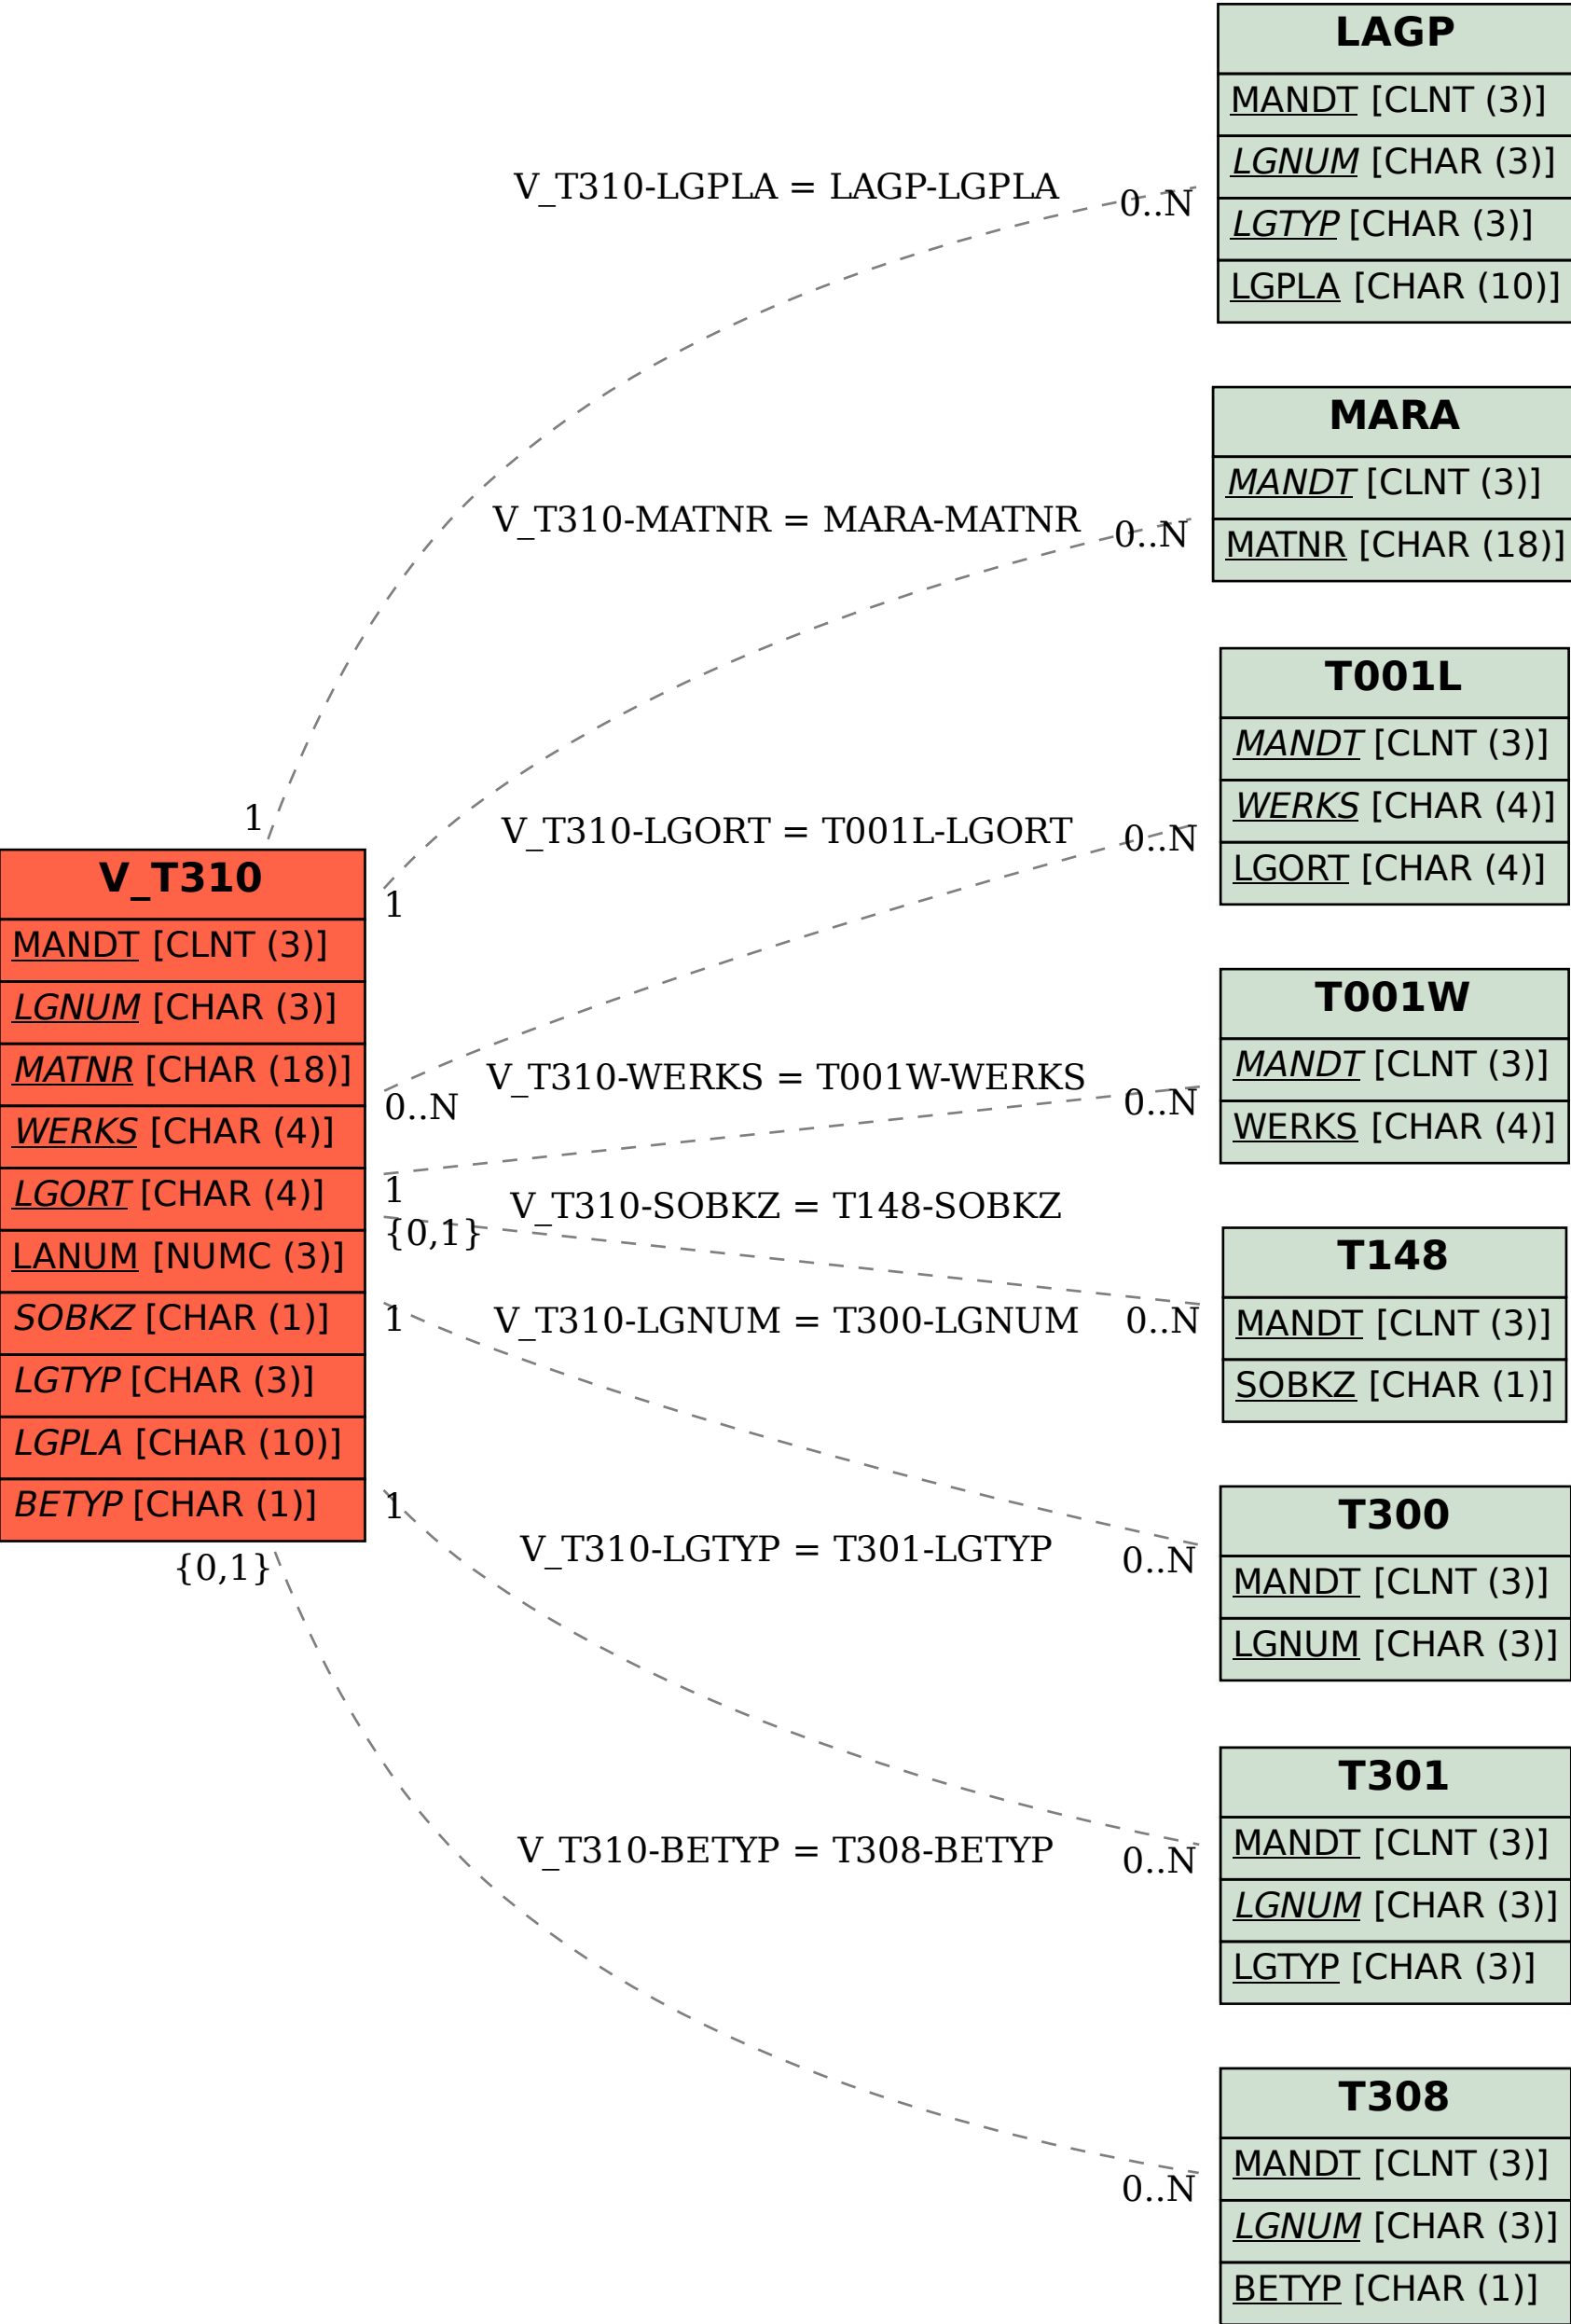 LAGP
MANDT [CLNT (3)]
LGNUM [CHAR (3)]
LGTYP [CHAR (3)]
LGPLA [CHAR (10)]
V_T310-LGPLA = LAGP-LGPLA
0..N
1
MARA
MANDT [CLNT (3)]
MATNR [CHAR (18)]
V_T310-MATNR = MARA-MATNR
0..N
1
T001L
MANDT [CLNT (3)]
WERKS [CHAR (4)]
LGORT [CHAR (4)]
V_T310-LGORT = T001L-LGORT
0..N
0..N
V_T310
MANDT [CLNT (3)]
LGNUM [CHAR (3)]
MATNR [CHAR (18)]
WERKS [CHAR (4)]
LGORT [CHAR (4)]
LANUM [NUMC (3)]
SOBKZ [CHAR (1)]
LGTYP [CHAR (3)]
LGPLA [CHAR (10)]
BETYP [CHAR (1)]
T001W
MANDT [CLNT (3)]
WERKS [CHAR (4)]
V_T310-WERKS = T001W-WERKS
0..N
1
V_T310-SOBKZ = T148-SOBKZ
{0,1}
0..N
T148
MANDT [CLNT (3)]
SOBKZ [CHAR (1)]
V_T310-LGNUM = T300-LGNUM
1
0..N
T300
MANDT [CLNT (3)]
LGNUM [CHAR (3)]
V_T310-LGTYP = T301-LGTYP
1
0..N
T301
MANDT [CLNT (3)]
LGNUM [CHAR (3)]
LGTYP [CHAR (3)]
V_T310-BETYP = T308-BETYP
{0,1}
0..N
T308
MANDT [CLNT (3)]
LGNUM [CHAR (3)]
BETYP [CHAR (1)]